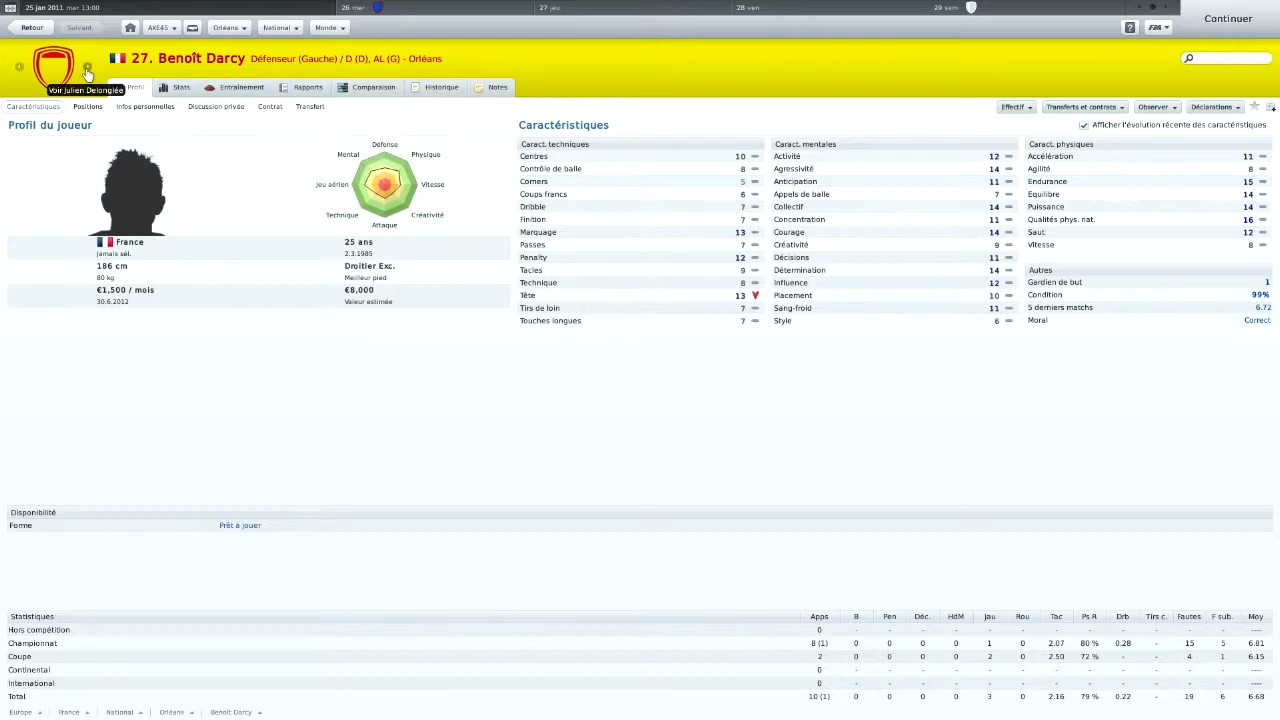 25 jan 2011 mar 13:00 26 mer 27 jeu 28 ven 29 sam
Retour Suivant AXE45 Orléans National Monde FM Continuer
27. Benoît Darcy Défenseur (Gauche) / D (D), AL (G) - Orléans
Voir Julien Delonglée Profil Stats Entraînement Rapports Comparaison Historique Notes
Caractéristiques Positions Infos personnelles Discussion privée Contrat Transfert Effectif Transferts et contrats Observer Déclarations
Profil du joueur
Défense
Mental Physique
Jeu aérien Vitesse
Technique Créativité
Attaque
France 25 ans
Jamais sél. 2.3.1985
186 cm Droitier Exc.
80 kg Meilleur pied
€1,500 / mois €8,000
30.6.2012 Valeur estimée
Caractéristiques Afficher l'évolution récente des caractéristiques
Caract. techniques Caract. mentales Caract. physiques
Centres 10 Activité 12 Accélération 11
Contrôle de balle 8 Agressivité 14 Agilité 8
Corners 5 Anticipation 11 Endurance 15
Coups francs 6 Appels de balle 7 Equilibre 14
Dribble 7 Collectif 14 Puissance 14
Finition 7 Concentration 11 Qualités phys. nat. 16
Marquage 13 Courage 14 Saut 12
Passes 7 Créativité 9 Vitesse 8
Penalty 12 Décisions 11
Tacles 9 Détermination 14 Autres
Technique 8 Influence 12 Gardien de but 1
Tête 13 Placement 10 Condition 99%
Tirs de loin 7 Sang-froid 11 5 derniers matchs 6.72
Touches longues 7 Style 6 Moral Correct
Disponibilité
Forme Prêt à jouer
Statistiques Apps B Pen Déc. HdM Jau Rou Tac Ps R Drb Tirs c. Fautes F sub. Moy
Hors compétition 0 - - - - - - - - - - - - ----
Championnat 8 (1) 0 0 0 0 1 0 2.07 80 % 0.28 - 15 5 6.81
Coupe 2 0 0 0 0 2 0 2.50 72 % - - 4 1 6.15
Continental 0 - - - - - - - - - - - - ----
International 0 - - - - - - - - - - - - ----
Total 10 (1) 0 0 0 0 3 0 2.16 79 % 0.22 - 19 6 6.68
Europe France National Orléans Benoît Darcy